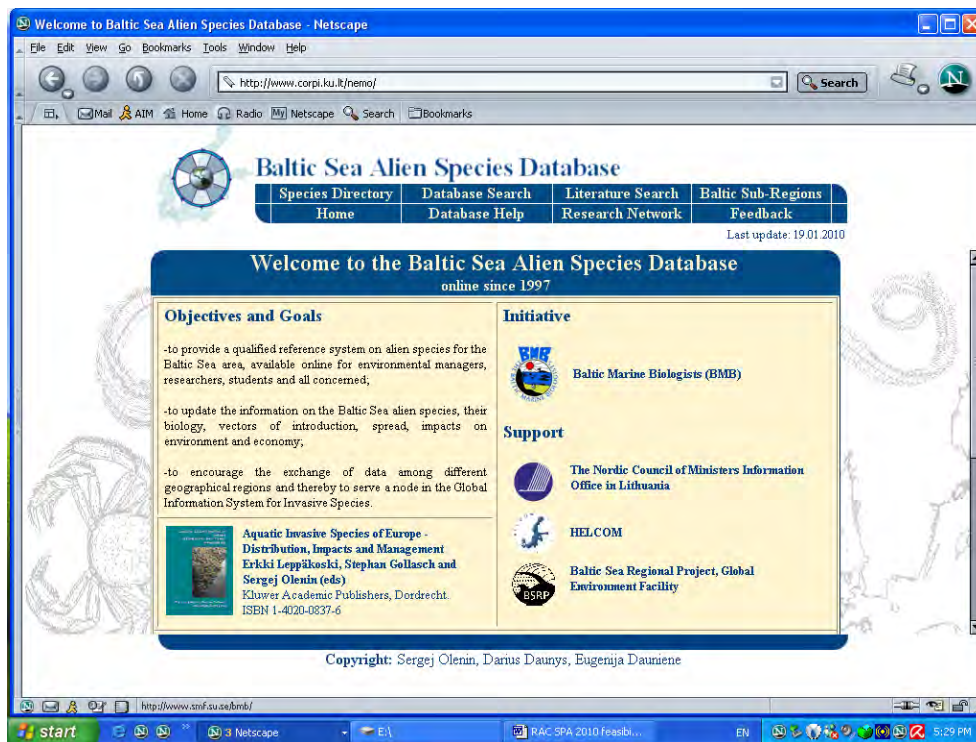 Welcome to Baltic Sea Alien Species Database - Netscape
File Edit View Go Bookmarks Tools Window Help
http://www.corpi.ku.lt/nemo/
Search
Mail AIM Home Radio My Netscape Search Bookmarks
Baltic Sea Alien Species Database
Species Directory Database Search Literature Search Baltic Sub-Regions
Home Database Help Research Network Feedback
Last update: 19.01.2010
Welcome to the Baltic Sea Alien Species Database
online since 1997
Objectives and Goals
-to provide a qualified reference system on alien species for the
Baltic Sea area, available online for environmental managers,
researchers, students and all concerned;
-to update the information on the Baltic Sea alien species, their
biology, vectors of introduction, spread, impacts on
environment and economy;
-to encourage the exchange of data among different
geographical regions and thereby to serve a node in the Global
Information System for Invasive Species.
Aquatic Invasive Species of Europe -
Distribution, Impacts and Management
Erkki Leppäkoski, Stephan Gollasch and
Sergej Olenin (eds)
Kluwer Academic Publishers, Dordrecht.
ISBN 1-4020-0837-6
Initiative
BMB
Baltic Marine Biologists (BMB)
Support
The Nordic Council of Ministers Information
Office in Lithuania
HELCOM
BSRP
Baltic Sea Regional Project, Global
Environment Facility
Copyright: Sergej Olenin, Darius Daunys, Eugenija Dauniene
http://www.smf.su.se/bmb/
start
3 Netscape
E:\
RAC SPA 2010 feasibi...
EN
5:29 PM